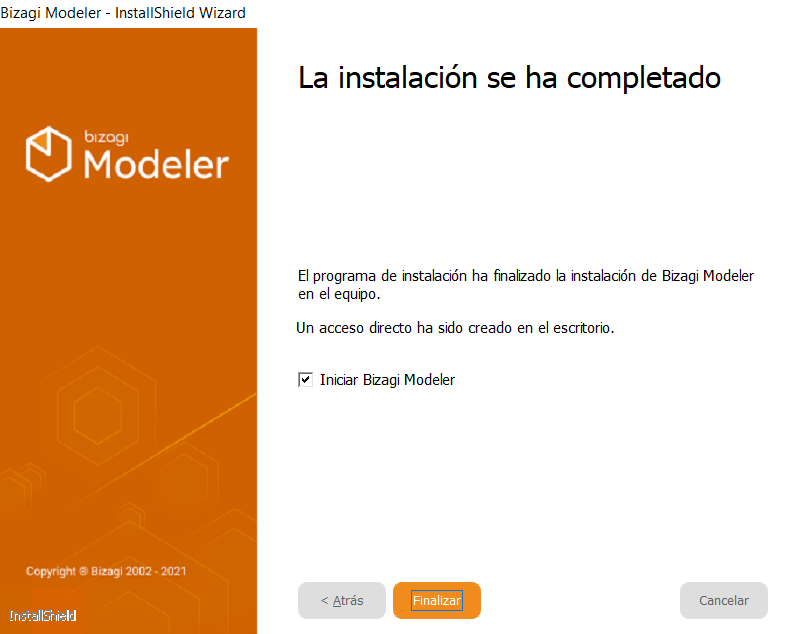 Bizagi Modeler - InstallShield Wizard
La instalación se ha completado
bizagi
Modeler
El programa de instalación ha finalizado la instalación de Bizagi Modeler
en el equipo.
Un acceso directo ha sido creado en el escritorio.
Iniciar Bizagi Modeler
Copyright © Bizagi 2002 - 2021
InstallShield
< Atrás
Finalizar
Cancelar